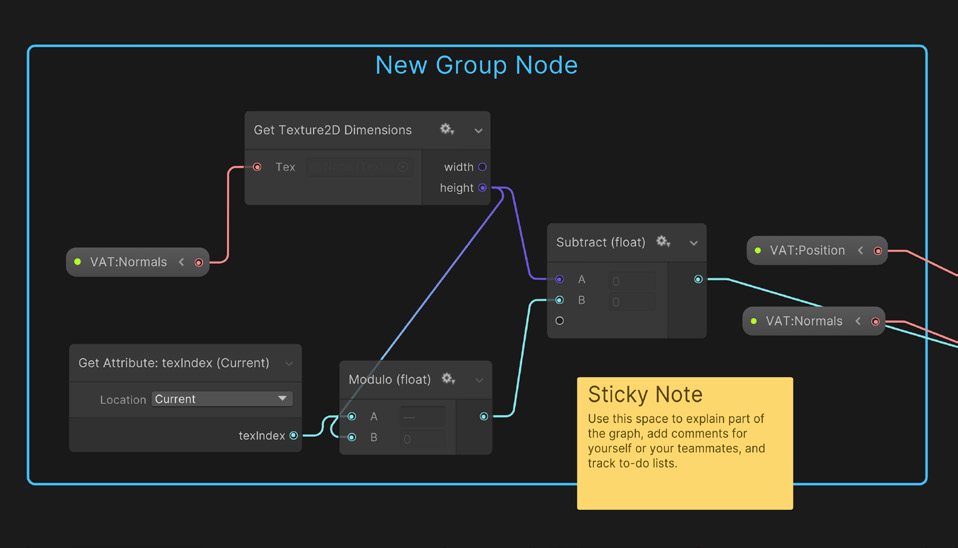 New Group Node
Get Texture2D Dimensions
Tex
width
height
VAT:Normals
Subtract (float)
A 0
B 0
VAT:Position
VAT:Normals
Get Attribute: texIndex (Current)
Location Current
texIndex
Modulo (float)
A —
B 0
Sticky Note
Use this space to explain part of
the graph, add comments for
yourself or your teammates, and
track to-do lists.